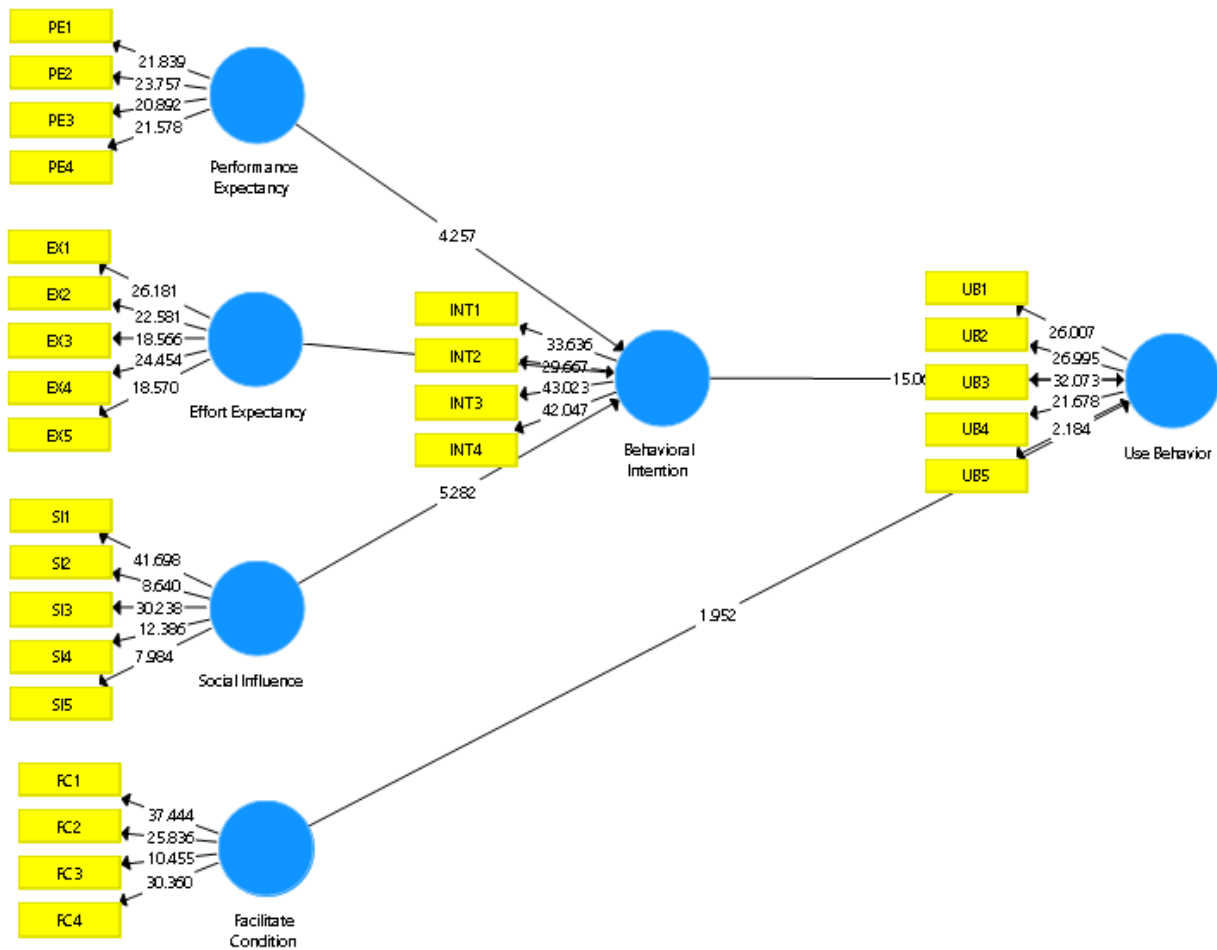 PE1
21.839
PE2
23.757
PE3
20.892
21.578
PE4
Performance
Expectancy
4.257
EX1
26.181
EX2
22.581
EX3
18.566
EX4
24.454
18.570
EX5
Effort Expectancy
INT1
33.636
INT2
29.667
INT3
43.023
42.047
INT4
Behavioral
Intention
15.06
UB1
26.007
UB2
26.995
UB3
32.073
UB4
21.678
2.184
UB5
Use Behavior
5.282
SI1
41.698
SI2
8.640
SI3
30.238
SI4
12.386
7.984
SI5
Social Influence
1.952
FC1
37.444
FC2
25.836
FC3
10.455
30.360
FC4
Facilitate
Condition